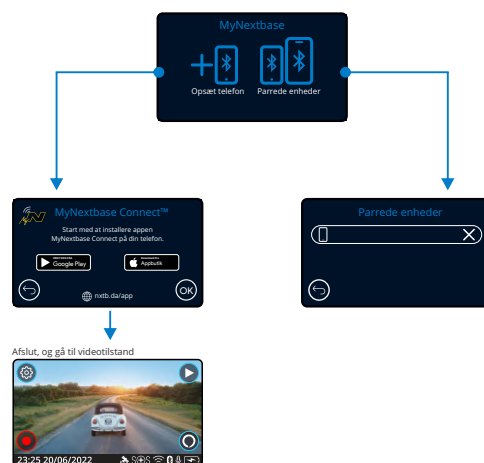 MyNextbase
Opsæt telefon
Parrede enheder
MyNextbase Connect™
Start med at installere appen
MyNextbase Connect på din telefon.
Google Play
Appbutik
nxtb.da/app
OK
Parrede enheder
Afslut, og gå til videotilstand
23:25 20/06/2022
SOS